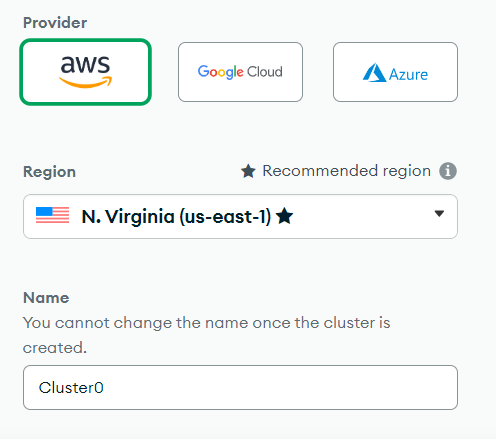 Provider
aws
Google Cloud
Azure
Region
★ Recommended region i
N. Virginia (us-east-1) ★
Name
You cannot change the name once the cluster is
created.
Cluster0